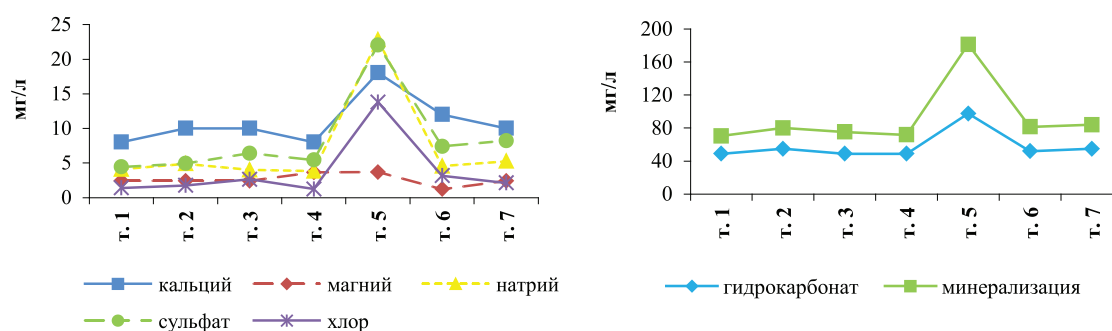 мг/л
25
20
15
10
5
0
т. 1
т. 2
т. 3
т. 4
т. 5
т. 6
т. 7
кальций магний натрий
сульфат хлор
мг/л
200
160
120
80
40
0
т. 1
т. 2
т. 3
т. 4
т. 5
т. 6
т. 7
гидрокарбонат минерализация